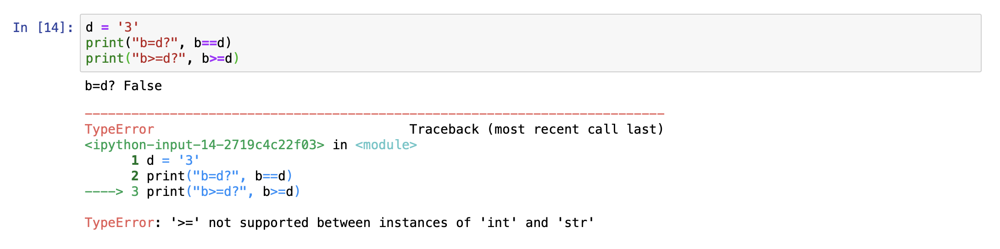 In [14]: d = '3'
print("b=d?", b==d)
print("b>=d?", b>=d)
b=d? False
---------------------------------------------------------------------------
TypeError                                 Traceback (most recent call last)
<ipython-input-14-2719c4c22f03> in <module>
      1 d = '3'
      2 print("b=d?", b==d)
----> 3 print("b>=d?", b>=d)
TypeError: '>=' not supported between instances of 'int' and 'str'